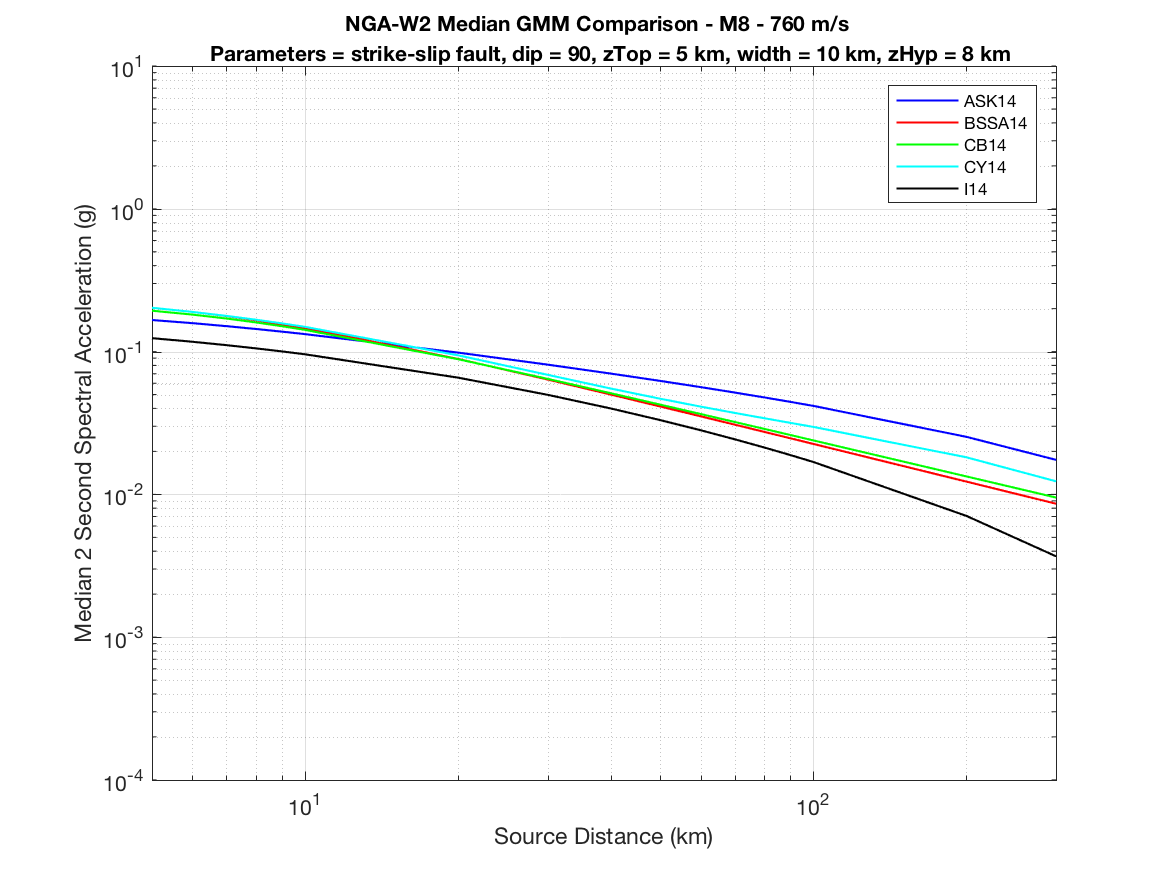 NGA-W2 Median GMM Comparison - M8 - 760 m/s
Parameters = strike-slip fault, dip = 90, zTop = 5 km, width = 10 km, zHyp = 8 km
10^1
10^0
10^-1
10^-2
10^-3
10^-4
Median 2 Second Spectral Acceleration (g)
ASK14
BSSA14
CB14
CY14
I14
10^1
10^2
Source Distance (km)